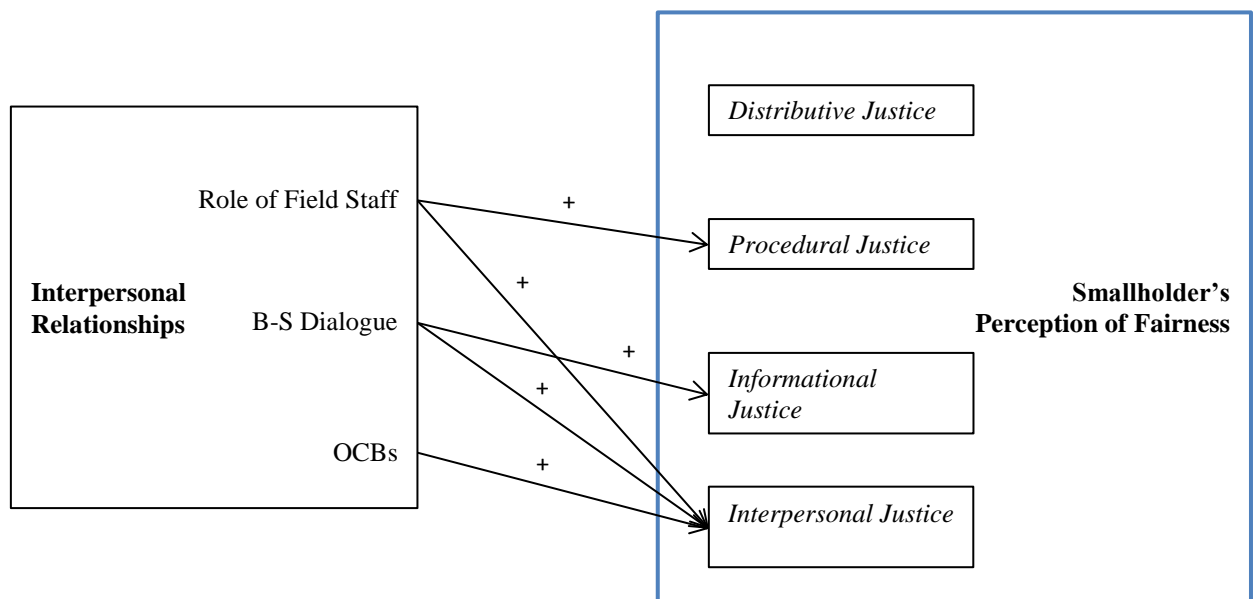 Distributive Justice
Role of Field Staff
+
Procedural Justice
+
Interpersonal
Relationships
Smallholder’s
Perception of Fairness
B-S Dialogue
+
Informational
Justice
+
OCBs
+
Interpersonal Justice